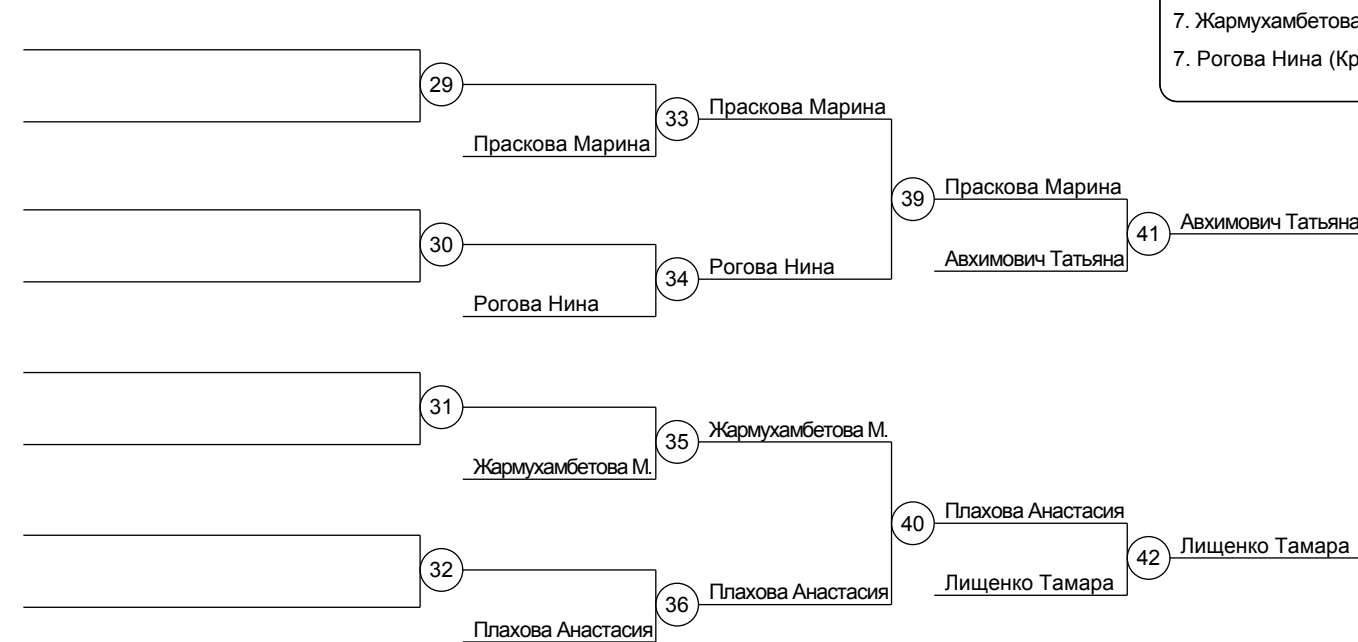 7. Жармухамбетова
7. Рогова Нина (Кр
29
33
Праскова Марина
Праскова Марина
39
Праскова Марина
30
34
Рогова Нина
Рогова Нина
Авхимович Татьяна
41
Авхимович Татьяна
31
35
Жармухамбетова М.
Жармухамбетова М.
40
Плахова Анастасия
32
36
Плахова Анастасия
Плахова Анастасия
Лищенко Тамара
42
Лищенко Тамара